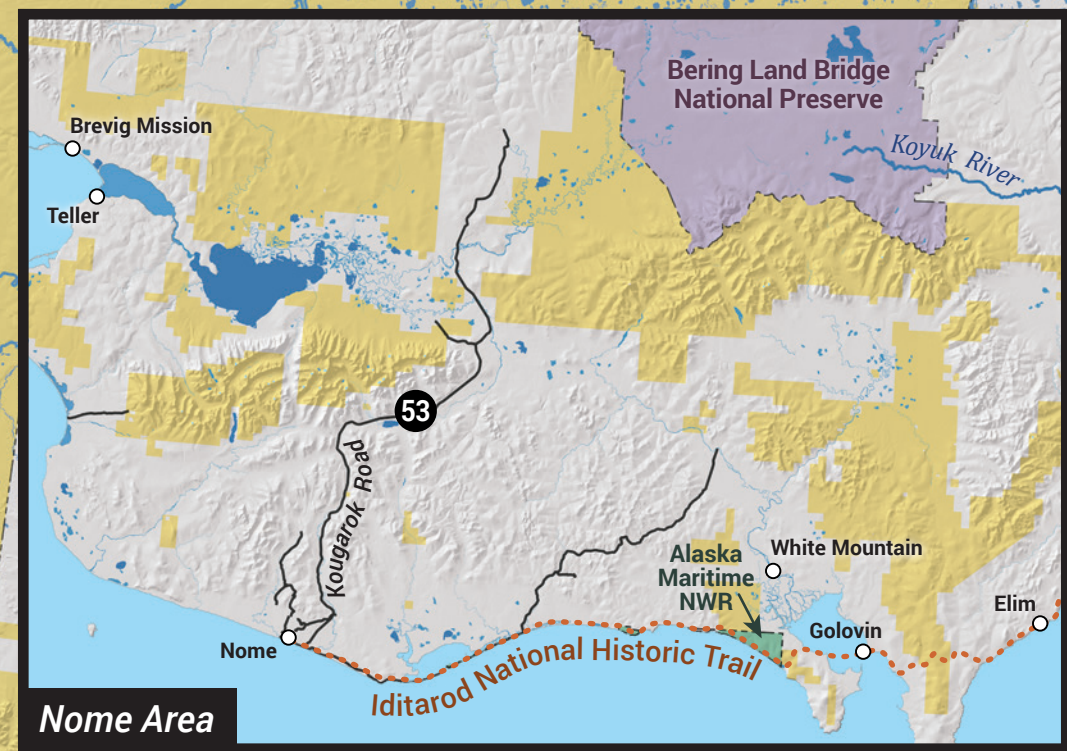 Bering Land Bridge
National Preserve
Brevig Mission
Koyuk River
Teller
53
Kougarok Road
Alaska
Maritime
NWR
White Mountain
Elim
Golovin
Nome
Iditarod National Historic Trail
Nome Area